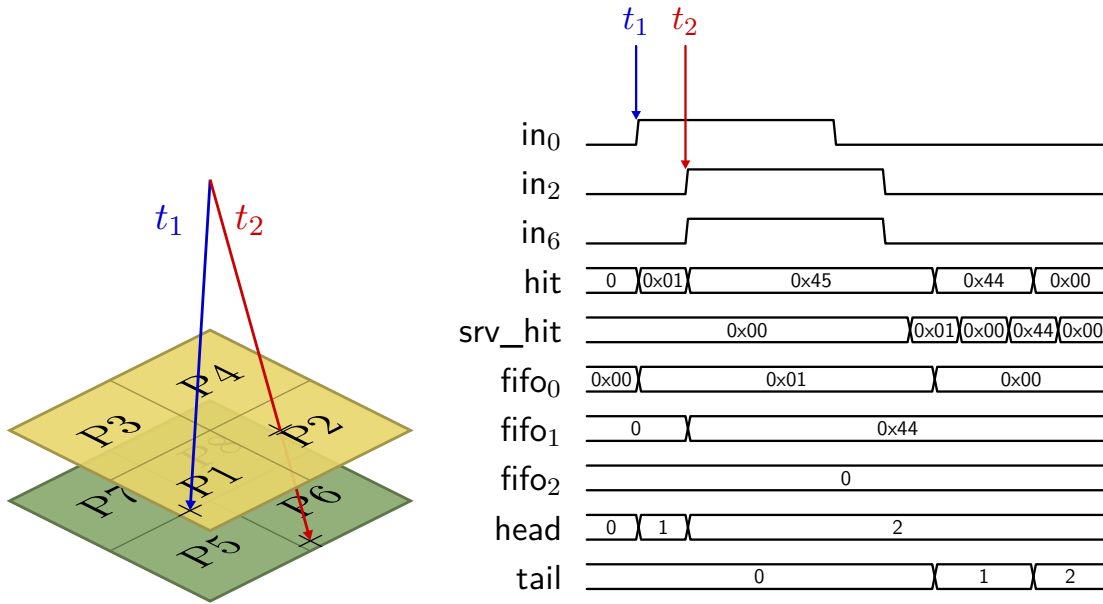 t₁ t₂
P4
P3 P2
P8
P1
P7 P6
P5
t₁ t₂
in₀
in₂
in₆
hit 0 0x01 0x45 0x44 0x00
srv_hit 0x00 0x01 0x00 0x44 0x00
fifo₀ 0x00 0x01 0x00
fifo₁ 0 0x44
fifo₂ 0
head 0 1 2
tail 0 1 2